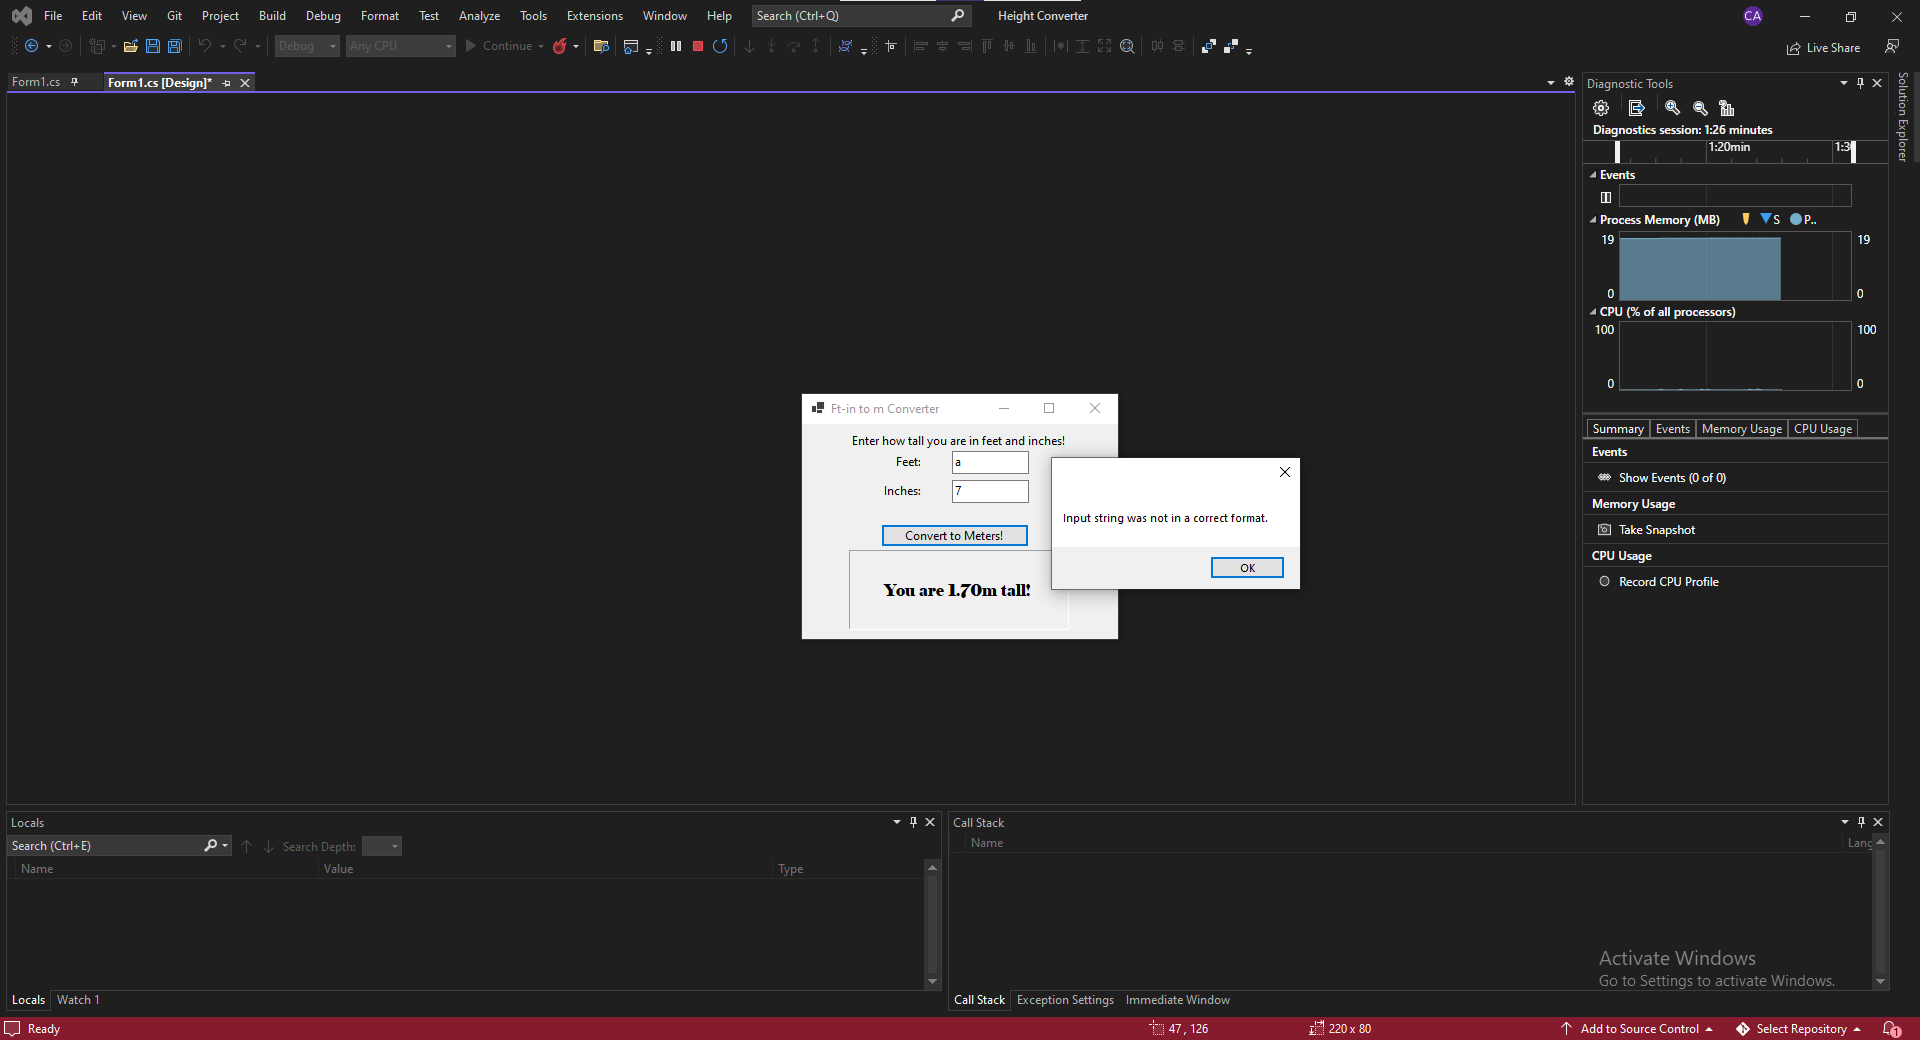 File Edit View Git Project Build Debug Format Test Analyze Tools Extensions Window Help Search (Ctrl+Q) Height Converter CA
Debug Any CPU Continue Live Share
Form1.cs Form1.cs [Design]*
Ft-in to m Converter
Enter how tall you are in feet and inches!
Feet: a
Inches: 7
Convert to Meters!
You are 1.70m tall!
Input string was not in a correct format.
OK
Diagnostic Tools
Diagnostics session: 1:26 minutes
1:20min 1:3
Events
Process Memory (MB) S P..
19 19
0 0
CPU (% of all processors)
100 100
0 0
Summary Events Memory Usage CPU Usage
Events
Show Events (0 of 0)
Memory Usage
Take Snapshot
CPU Usage
Record CPU Profile
Solution Explorer
Locals
Search (Ctrl+E) Search Depth:
Name Value Type
Locals Watch 1
Call Stack
Name Lang
Call Stack Exception Settings Immediate Window
Activate Windows
Go to Settings to activate Windows.
Ready 47 , 126 220 x 80 Add to Source Control Select Repository 1